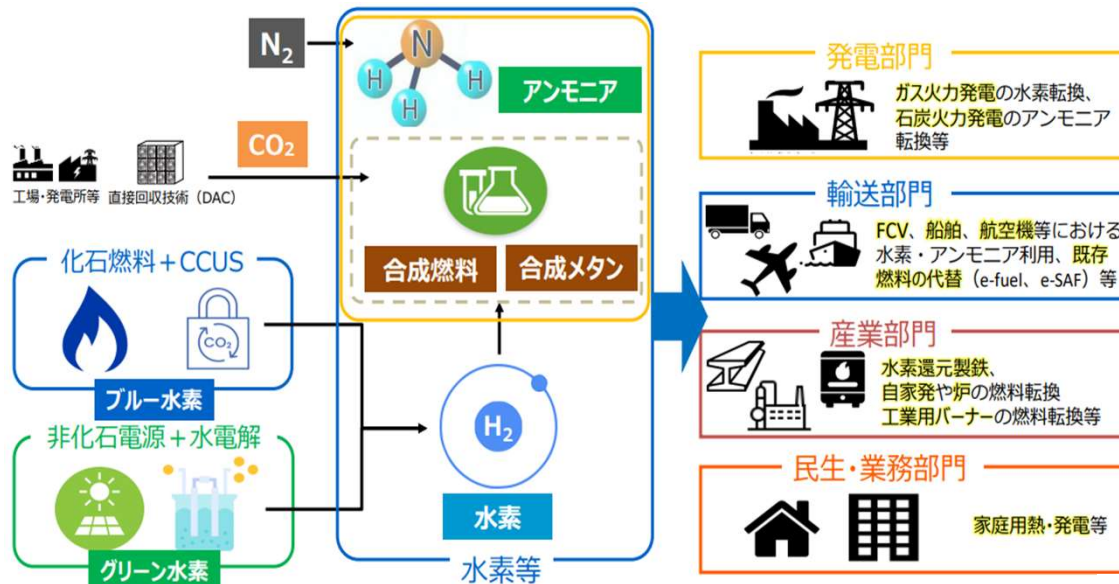 N₂
N
H
H
H
アンモニア
CO₂
工場・発電所等
直接回収技術（DAC）
合成燃料
合成メタン
化石燃料＋CCUS
CO₂
ブルー水素
非化石電源＋水電解
グリーン水素
H₂
水素
水素等
発電部門
ガス火力発電の水素転換、
石炭火力発電のアンモニア
転換等
輸送部門
FCV、船舶、航空機等における
水素・アンモニア利用、既存
燃料の代替（e-fuel、e-SAF）等
産業部門
水素還元製鉄、
自家発や炉の燃料転換
工業用バーナーの燃料転換等
民生・業務部門
家庭用熱・発電等